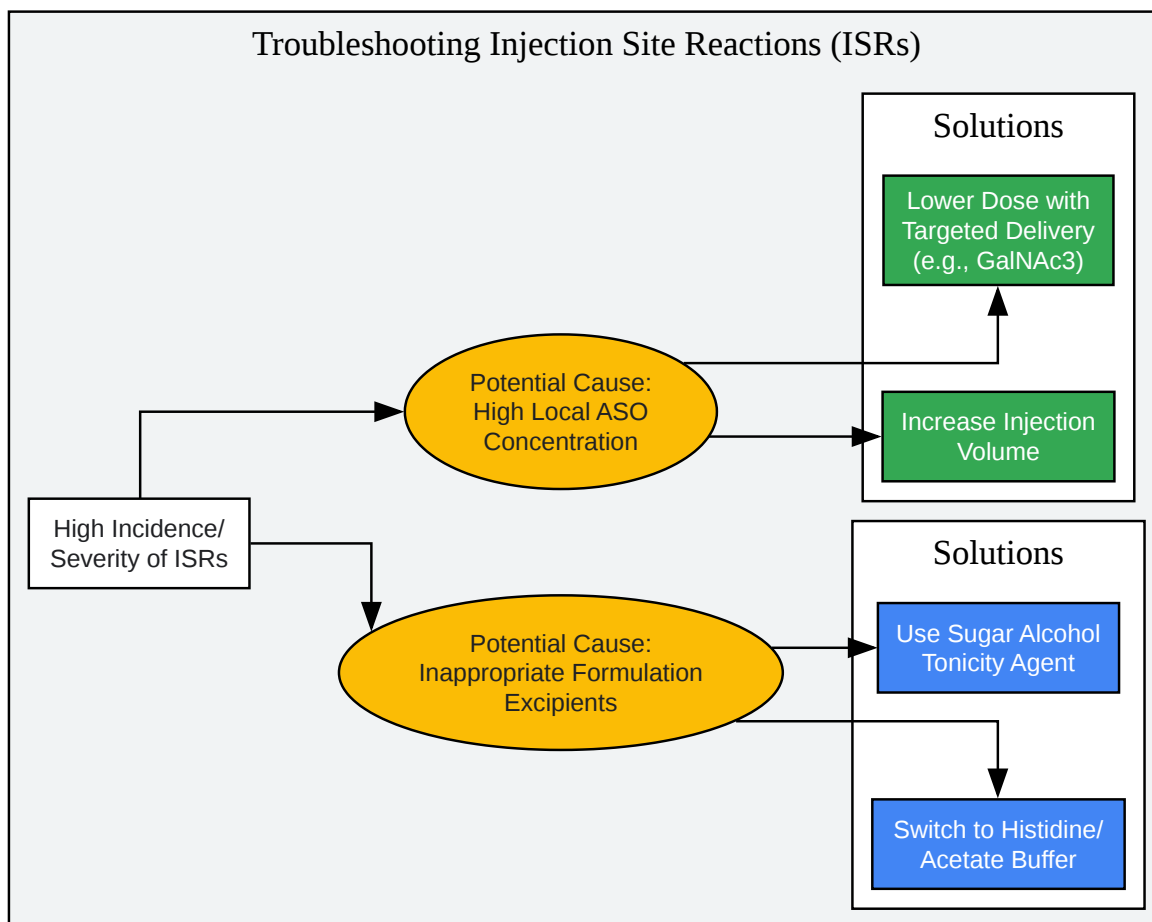 Troubleshooting Injection Site Reactions (ISRs)
Solutions
Lower Dose with
Targeted Delivery
(e.g., GalNAc3)
Potential Cause:
High Local ASO
Concentration
Increase Injection
Volume
High Incidence/
Severity of ISRs
Solutions
Potential Cause:
Inappropriate Formulation
Excipients
Use Sugar Alcohol
Tonicity Agent
Switch to Histidine/
Acetate Buffer